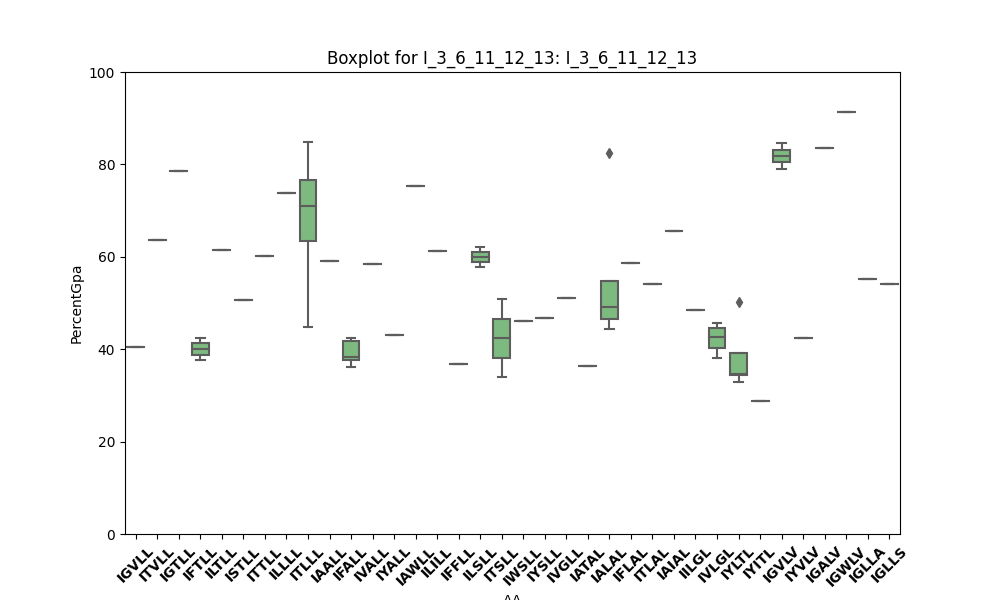 Boxplot for I_3_6_11_12_13: I_3_6_11_12_13
PercentGpa
100
80
60
40
20
0
IGVLL
ITVLL
IGTLL
IFTLL
ILTLL
ISTLL
ITTLL
ILLLL
ITLLL
IAALL
IFALL
IVALL
IYALL
IAWLL
ILILL
IFFLL
ILSLL
ITSLL
IWSLL
IYSLL
IVGLL
IATAL
IALAL
IFLAL
ITLAL
IAIAL
IILGL
IVLGL
IYLTL
IYITL
IGVLV
IYVLV
IGALV
IGWLV
IGLLA
IGLLS
AA